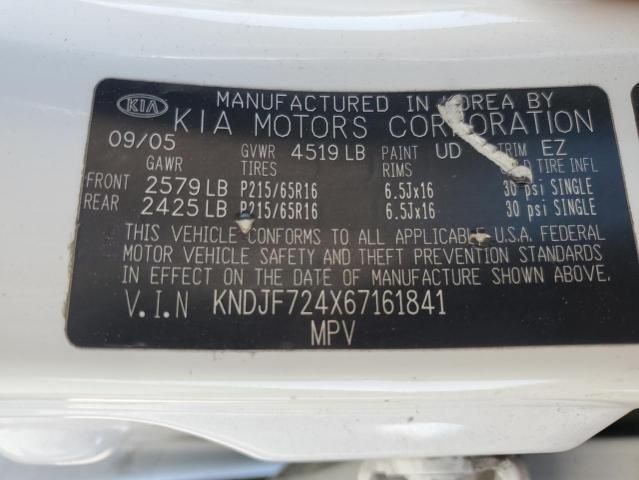 KIA MANUFACTURED IN KOREA BY
KIA MOTORS CORPORATION
09/05 GVWR 4519 LB PAINT UD TRIM EZ
GAWR TIRES RIMS COLD TIRE INFL
FRONT 2579 LB P215/65R16 6.5Jx16 30 psi SINGLE
REAR 2425 LB P215/65R16 6.5Jx16 30 psi SINGLE
THIS VEHICLE CONFORMS TO ALL APPLICABLE U.S.A. FEDERAL
MOTOR VEHICLE SAFETY AND THEFT PREVENTION STANDARDS
IN EFFECT ON THE DATE OF MANUFACTURE SHOWN ABOVE.
V.I.N KNDJF724X67161841
MPV